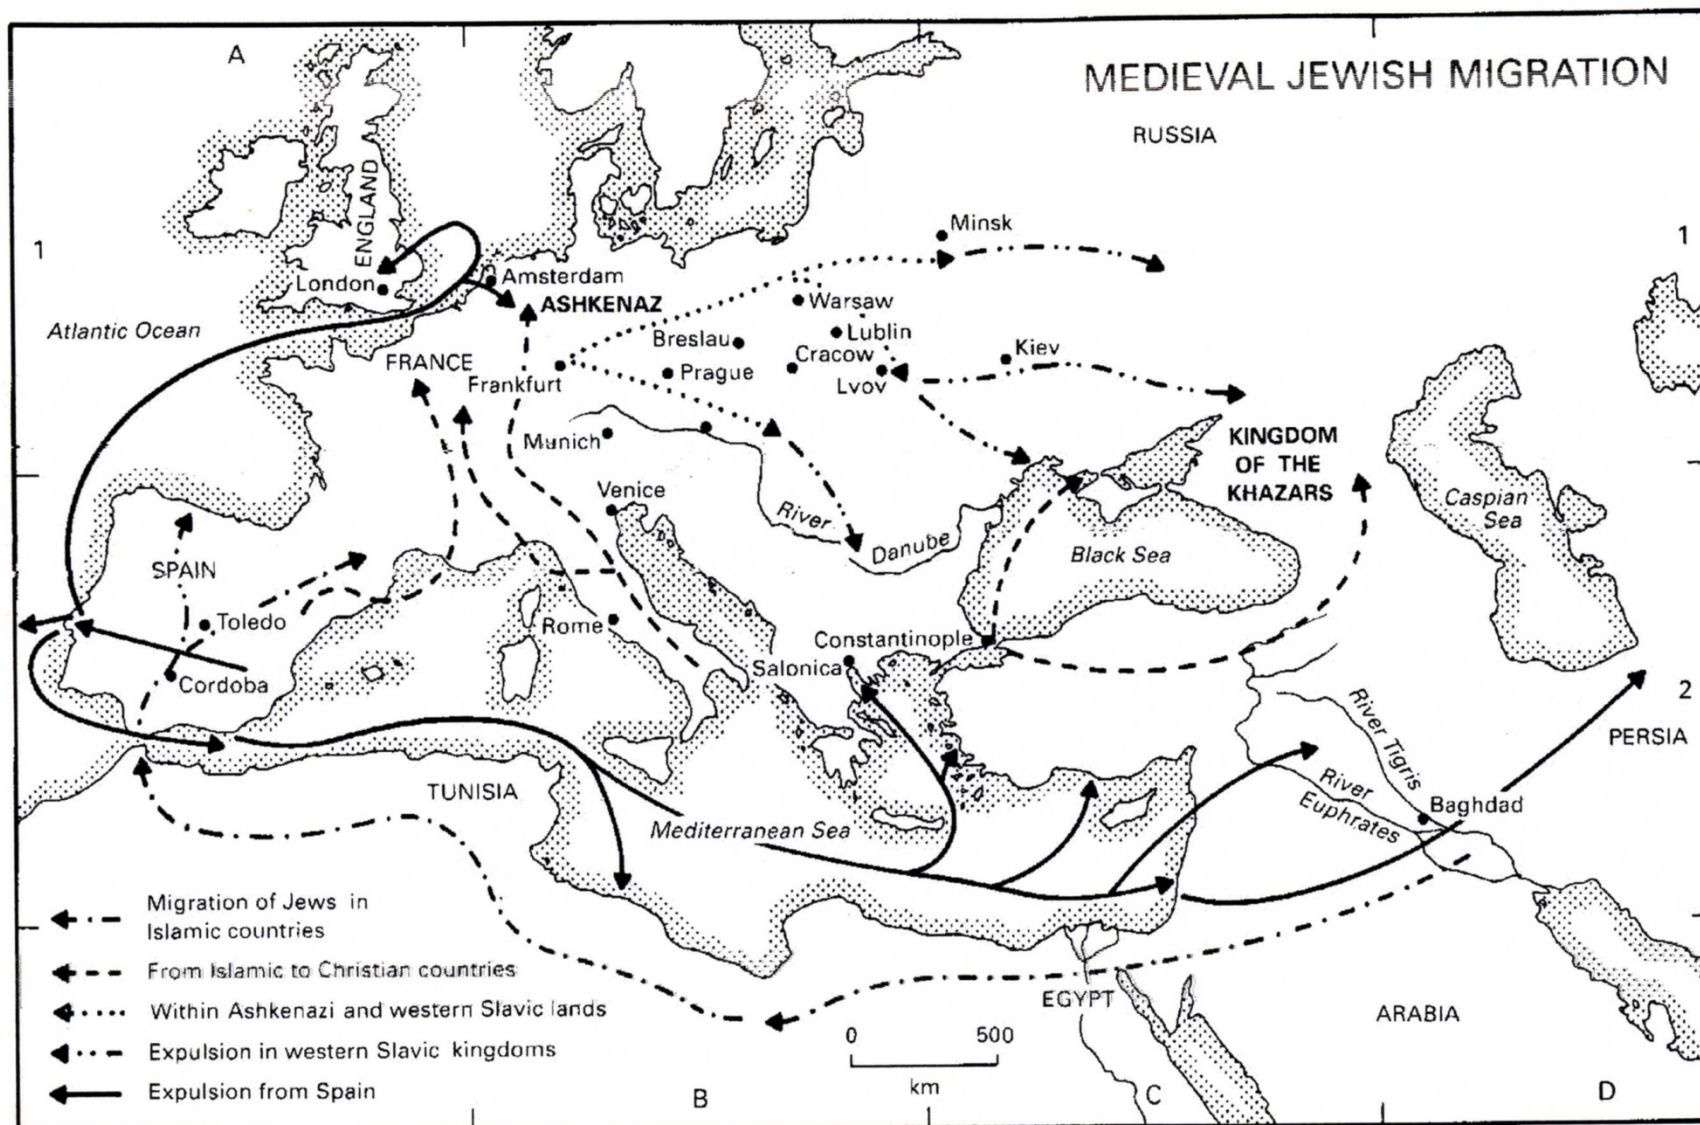 A
MEDIEVAL JEWISH MIGRATION
RUSSIA
ENGLAND
1
1
Minsk
London
Amsterdam
ASHKENAZ
Warsaw
Atlantic Ocean
Lublin
Breslau
FRANCE
Cracow
Kiev
Frankfurt
Prague
Lvov
Munich
KINGDOM
OF THE
KHAZARS
Venice
River
Danube
Caspian
Sea
Black Sea
SPAIN
Toledo
Rome
Constantinople
Salonica
Cordoba
2
River Tigris
PERSIA
TUNISIA
River
Euphrates
Baghdad
Mediterranean Sea
Migration of Jews in
Islamic countries
From Islamic to Christian countries
EGYPT
Within Ashkenazi and western Slavic lands
ARABIA
0 500
km
Expulsion in western Slavic kingdoms
Expulsion from Spain
B
C
D